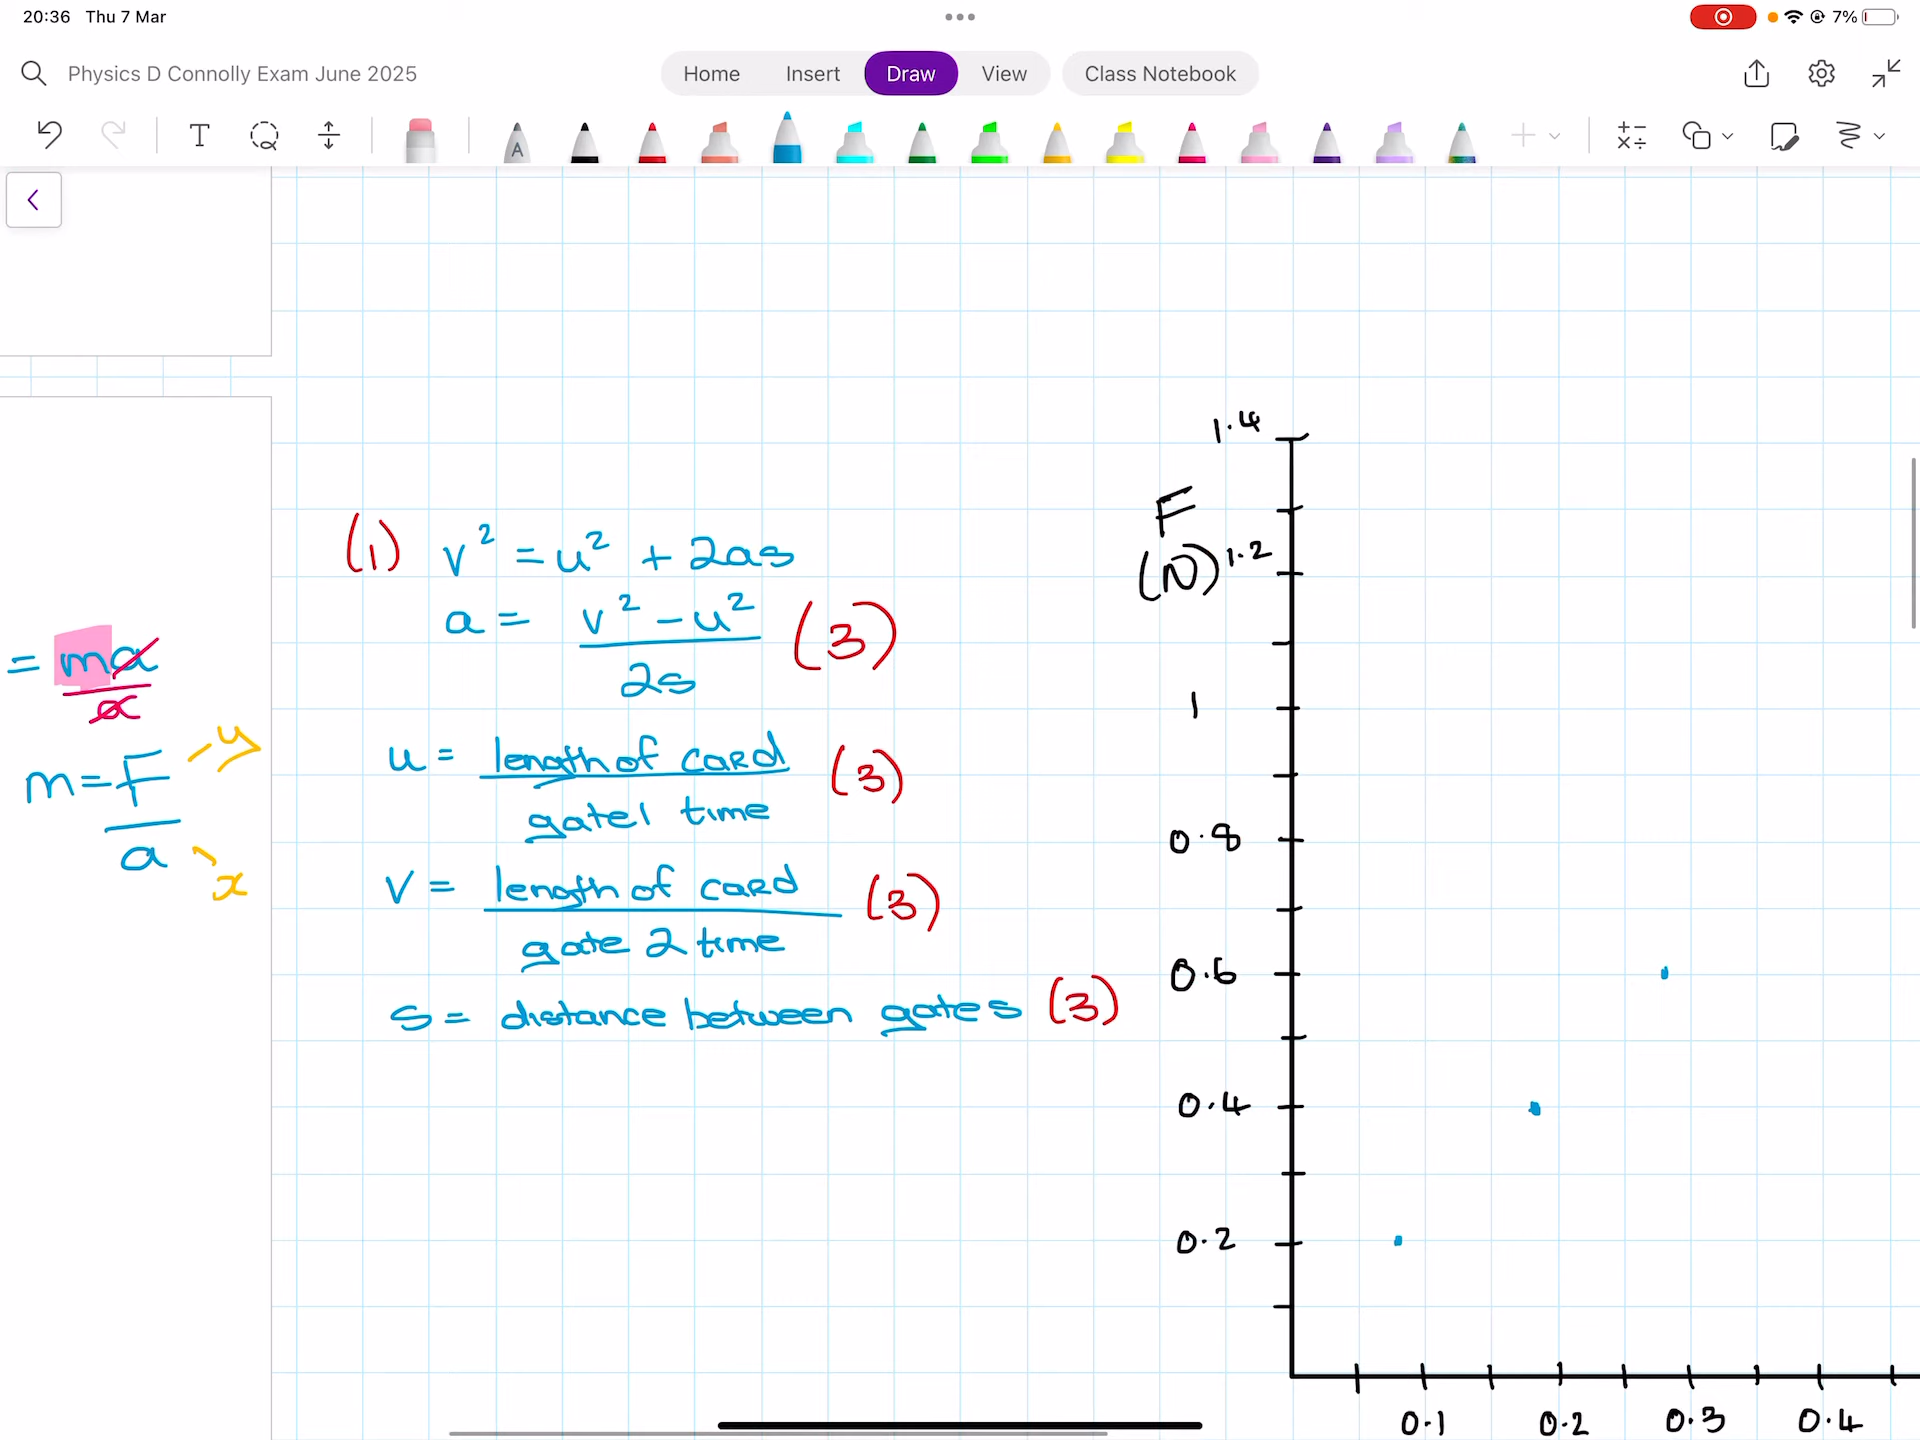 20:36 Thu 7 Mar
7%
Physics D Connolly Exam June 2025
Home Insert Draw View Class Notebook
T
A
= ma
a
m = F - y
a x
(1) v² = u² + 2as
a = v² - u² (3)
2s
u = length of card (3)
gate 1 time
v = length of card (3)
gate 2 time
s = distance between gates (3)
1.4
F
(N) 1.2
1
0.8
0.6
0.4
0.2
0.1 0.2 0.3 0.4